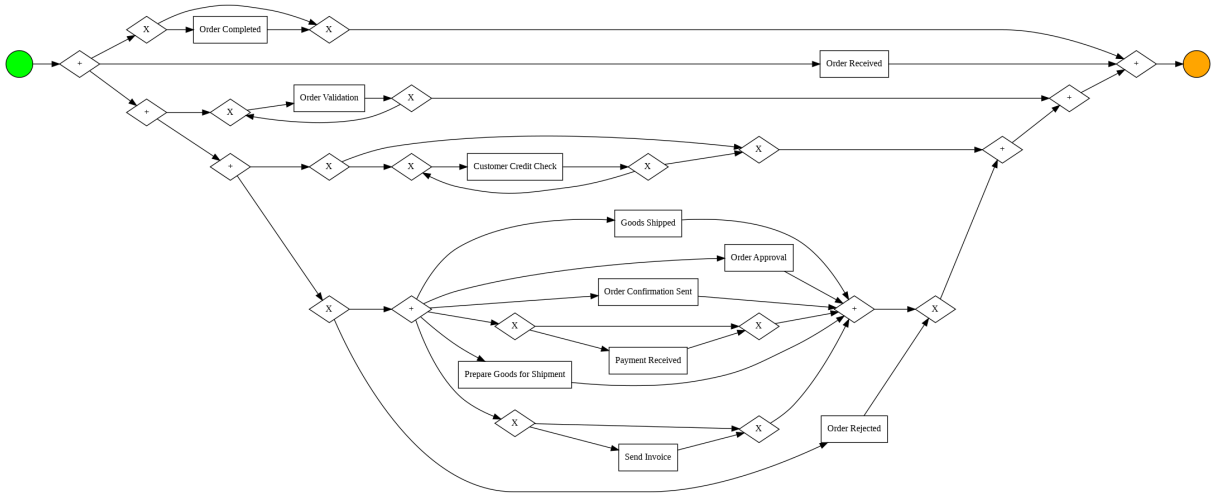 X
Order Completed
X
+
Order Received
+
Order Validation
X
X
+
+
X
Customer Credit Check
X
X
X
+
+
Goods Shipped
Order Approval
Order Confirmation Sent
X
+
X
X
+
X
Payment Received
Prepare Goods for Shipment
X
X
Order Rejected
Send Invoice